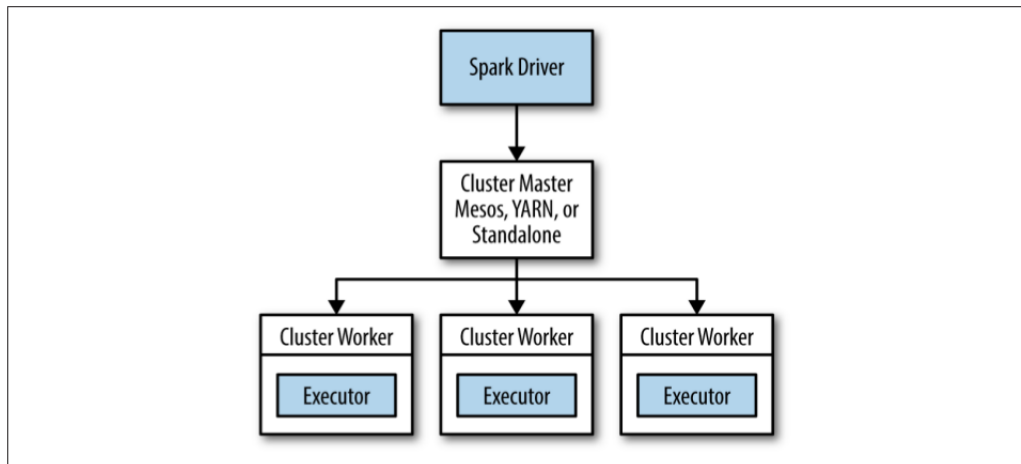 Spark Driver
Cluster Master
Mesos, YARN, or
Standalone
Cluster Worker
Cluster Worker
Cluster Worker
Executor
Executor
Executor